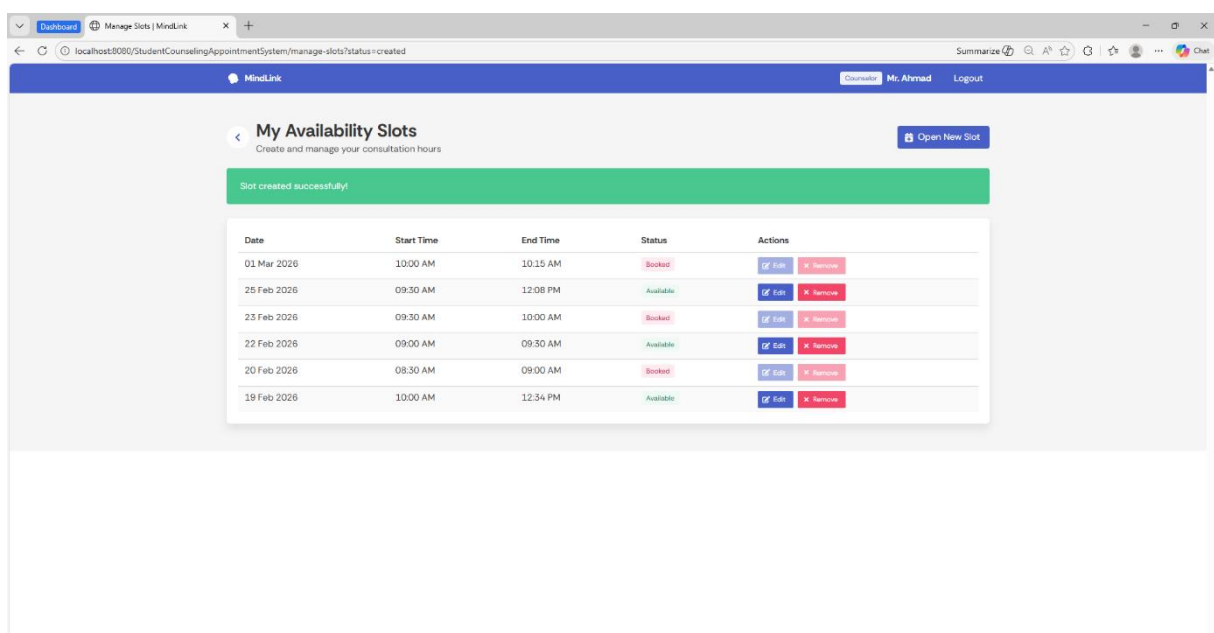 Dashboard Manage Slots | MindLink
localhost:8080/StudentCounselingAppointmentSystem/manage-slots?status=created Summarize Chat
MindLink Counselor Mr. Ahmad Logout
My Availability Slots
Create and manage your consultation hours
Open New Slot
Slot created successfully!
Date Start Time End Time Status Actions
01 Mar 2026 10:00 AM 10:15 AM Booked Edit Remove
25 Feb 2026 09:30 AM 12:08 PM Available Edit Remove
23 Feb 2026 09:30 AM 10:00 AM Booked Edit Remove
22 Feb 2026 09:00 AM 09:30 AM Available Edit Remove
20 Feb 2026 08:30 AM 09:00 AM Booked Edit Remove
19 Feb 2026 10:00 AM 12:34 PM Available Edit Remove